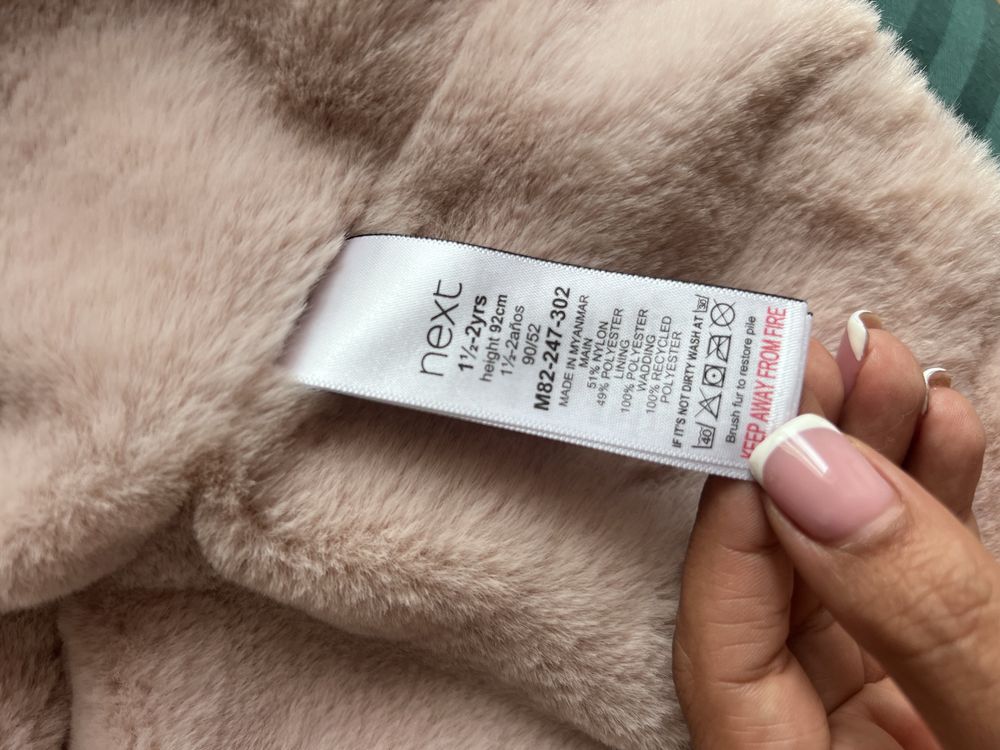 next
1½-2yrs
height 92cm
1½-2años
90/52
M82-247-302
MADE IN MYANMAR
MAIN
51% NYLON
49% POLYESTER
LINING
100% POLYESTER
WADDING
100% RECYCLED
POLYESTER
IF IT'S NOT DIRTY WASH AT 30
40
Brush fur to restore pile
KEEP AWAY FROM FIRE